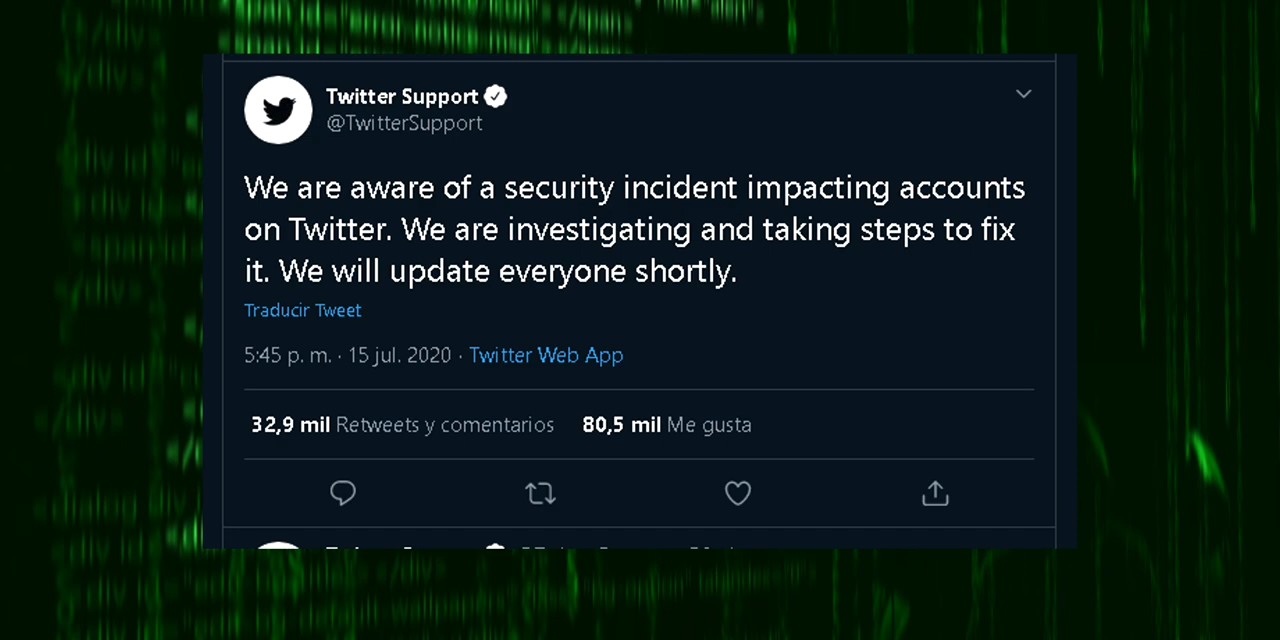 Twitter Support
@TwitterSupport
We are aware of a security incident impacting accounts
on Twitter. We are investigating and taking steps to fix
it. We will update everyone shortly.
Traducir Tweet
5:45 p. m. · 15 jul. 2020 · Twitter Web App
32,9 mil Retweets y comentarios 80,5 mil Me gusta